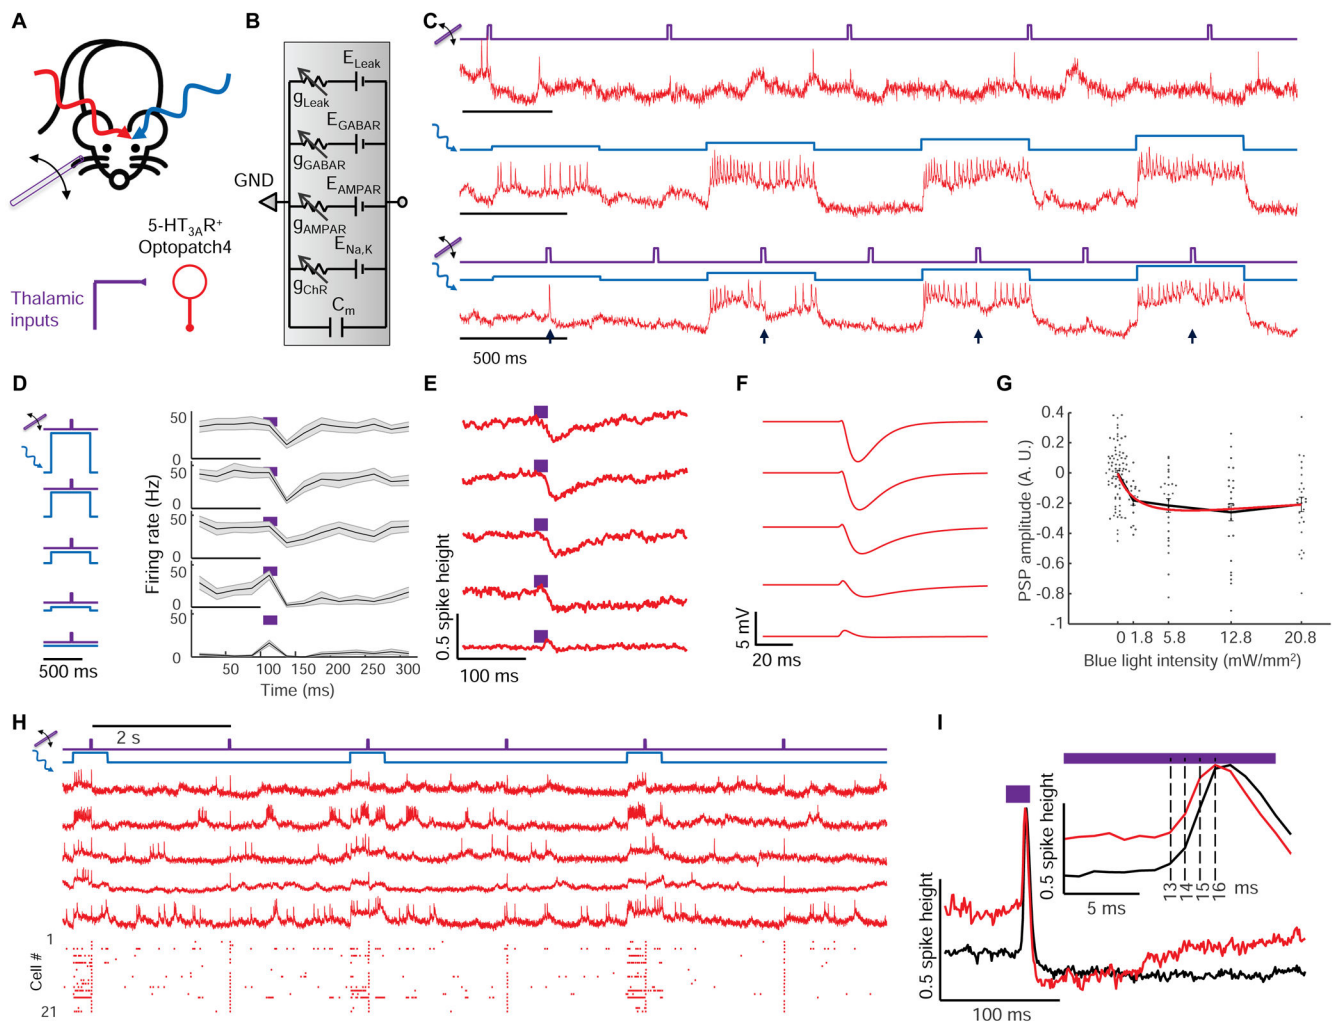 A
5-HT3AR+
Optopatch4
Thalamic
inputs
B
ELeak
gLeak
EGABAR
gGABAR
GND
EAMPAR
gAMPAR
ENa,K
gChR
Cm
C
500 ms
D
500 ms
Firing rate (Hz)
50
0
50
0
50
0
50
0
50
0
50 100 150 200 250 300
Time (ms)
E
0.5 spike height
100 ms
F
5 mV
20 ms
G
PSP amplitude (A. U.)
0.4
0.2
0
-0.2
-0.4
-0.6
-0.8
-1
0 1.8 5.8 12.8 20.8
Blue light intensity (mW/mm²)
H
2 s
Cell #
1
21
I
0.5 spike height
100 ms
0.5 spike height
5 ms
13 14 15 16 ms